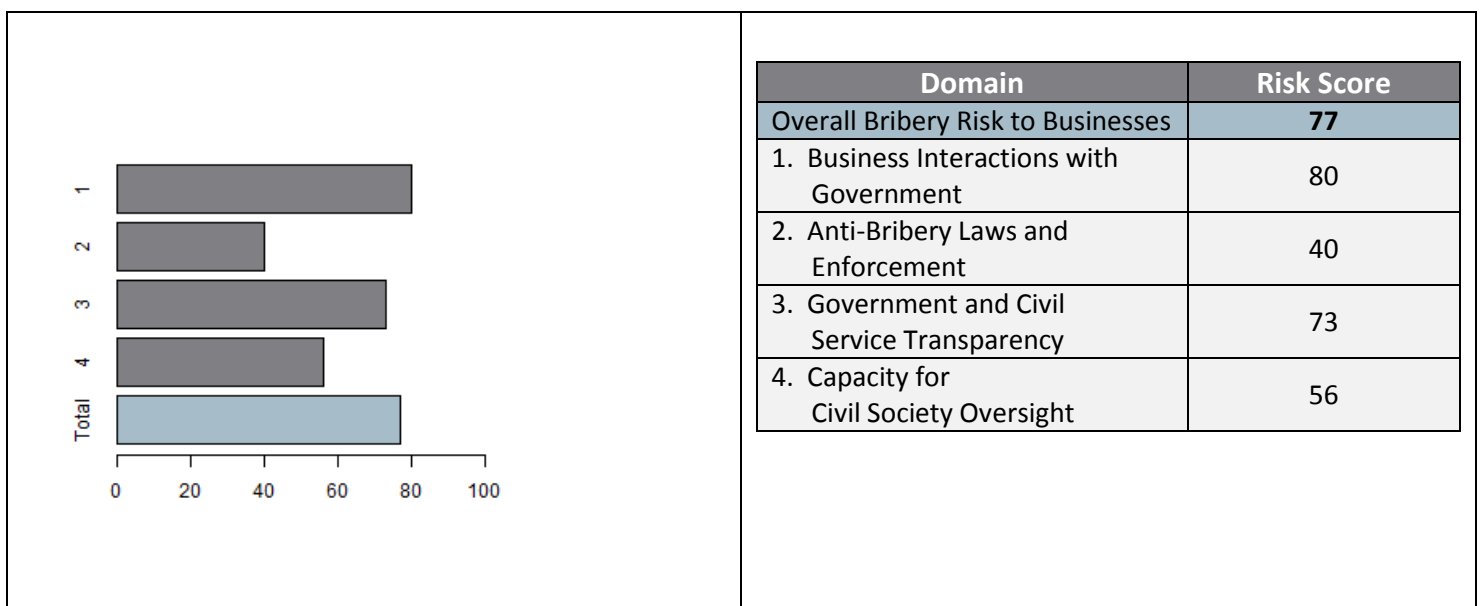 1
2
3
4
Total
0 20 40 60 80 100
Domain Risk Score
Overall Bribery Risk to Businesses 77
1. Business Interactions with
Government 80
2. Anti-Bribery Laws and
Enforcement 40
3. Government and Civil
Service Transparency 73
4. Capacity for
Civil Society Oversight 56